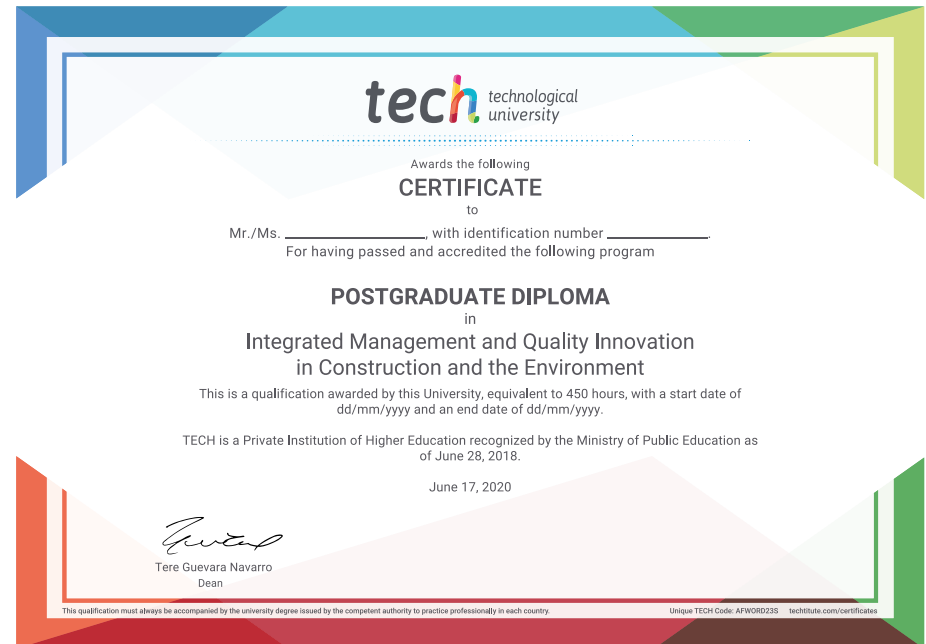 tech technological
university
Awards the following
CERTIFICATE
to
Mr./Ms. ____________, with identification number ____________.
For having passed and accredited the following program
POSTGRADUATE DIPLOMA
in
Integrated Management and Quality Innovation
in Construction and the Environment
This is a qualification awarded by this University, equivalent to 450 hours, with a start date of
dd/mm/yyyy and an end date of dd/mm/yyyy.
TECH is a Private Institution of Higher Education recognized by the Ministry of Public Education as
of June 28, 2018.
June 17, 2020
Tere Guevara Navarro
Dean
This qualification must always be accompanied by the university degree issued by the competent authority to practice professionally in each country.
Unique TECH Code: AFWORD23S techtitute.com/certificates